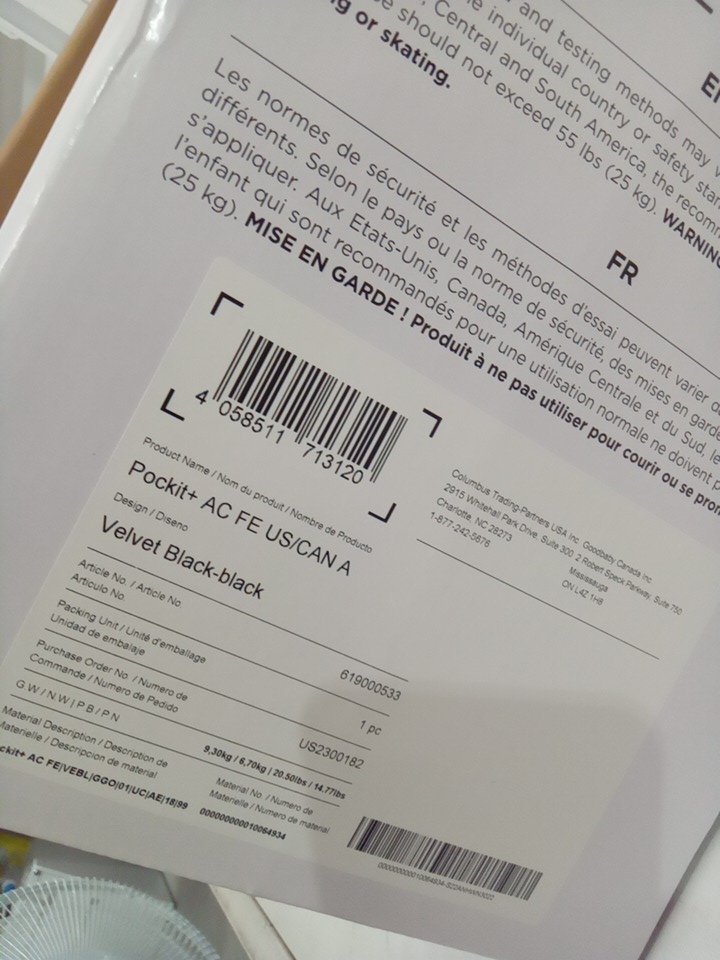 and testing methods may
individual country or safety
Central and South America, the
should not exceed 55 lbs (25 kg). WARNING
or skating.
FR
Les normes de sécurité et les méthodes d'essai peuvent varier
différents. Selon le pays ou la norme de sécurité, des mises en garde
s'appliquer. Aux Etats-Unis, Canada, Amérique Centrale et du Sud,
l'enfant qui sont recommandés pour une utilisation normale ne doivent
(25 kg). MISE EN GARDE ! Produit à ne pas utiliser pour courir ou se
4 058511 713120
Product Name / Nom du produit / Nombre de Producto
Pockit+ AC FE US/CAN A
Design / Diseno
Velvet Black-black
Article No. / Article No
Articulo No.
619000533
Packing Unit / Unité d'emballage
Unidad de embalaje
1 pc
Purchase Order No. / Numero de
Commande / Numero de Pedido
US2300182
G W / N W | P B / P N
9,30kg / 6,70kg | 20.50lbs / 14.77lbs
Material Description / Description de
Materielle / Descripcion de material
ckit+ AC FE|VEBL|GGO|01|UC|AE|18|99
Material No. / Numero de
Materielle / Numero de material
000000000010064934
Columbus Trading-Partners USA Inc.
2915 Whitehall Park Drive, Suite 300
Charlotte, NC 28273
1-877-242-5676
Goodbaby Canada Inc.
2 Robert Speck Parkway, Suite 750
Mississauga
ON L4Z 1H8